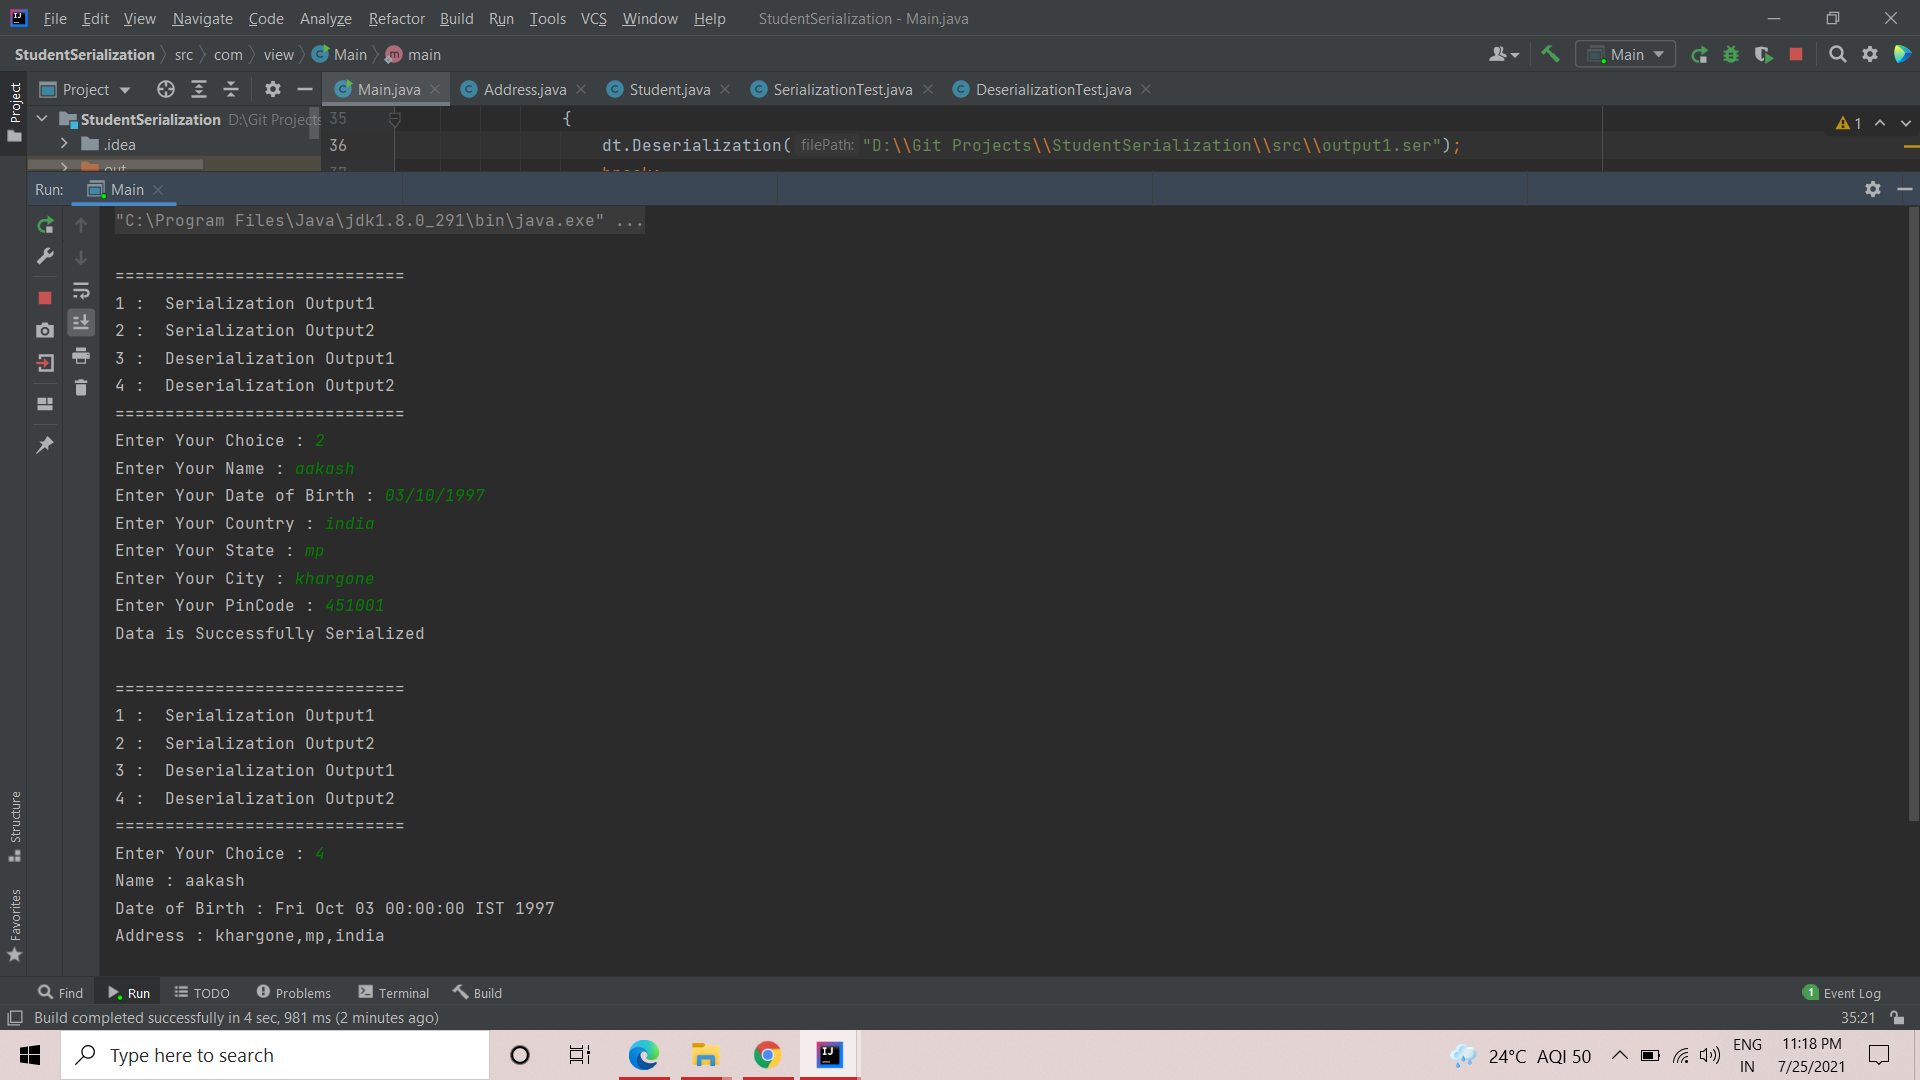 File Edit View Navigate Code Analyze Refactor Build Run Tools VCS Window Help StudentSerialization - Main.java
StudentSerialization src com view Main main
Main
Project
Project
Main.java Address.java Student.java SerializationTest.java DeserializationTest.java
StudentSerialization D:\Git Projects
35 {
1
.idea
36 dt.Deserialization( filePath: "D:\\Git Projects\\StudentSerialization\\src\\output1.ser");
Run: Main
"C:\Program Files\Java\jdk1.8.0_291\bin\java.exe" ...
=============================
1 :  Serialization Output1
2 :  Serialization Output2
3 :  Deserialization Output1
4 :  Deserialization Output2
=============================
Enter Your Choice : 2
Enter Your Name : aakash
Enter Your Date of Birth : 03/10/1997
Enter Your Country : india
Enter Your State : mp
Enter Your City : khargone
Enter Your PinCode : 451001
Data is Successfully Serialized
=============================
1 :  Serialization Output1
2 :  Serialization Output2
3 :  Deserialization Output1
4 :  Deserialization Output2
=============================
Enter Your Choice : 4
Name : aakash
Date of Birth : Fri Oct 03 00:00:00 IST 1997
Address : khargone,mp,india
Structure
Favorites
Find Run TODO Problems Terminal Build
1 Event Log
Build completed successfully in 4 sec, 981 ms (2 minutes ago)
35:21
Type here to search
24°C AQI 50
ENG
IN
11:18 PM
7/25/2021